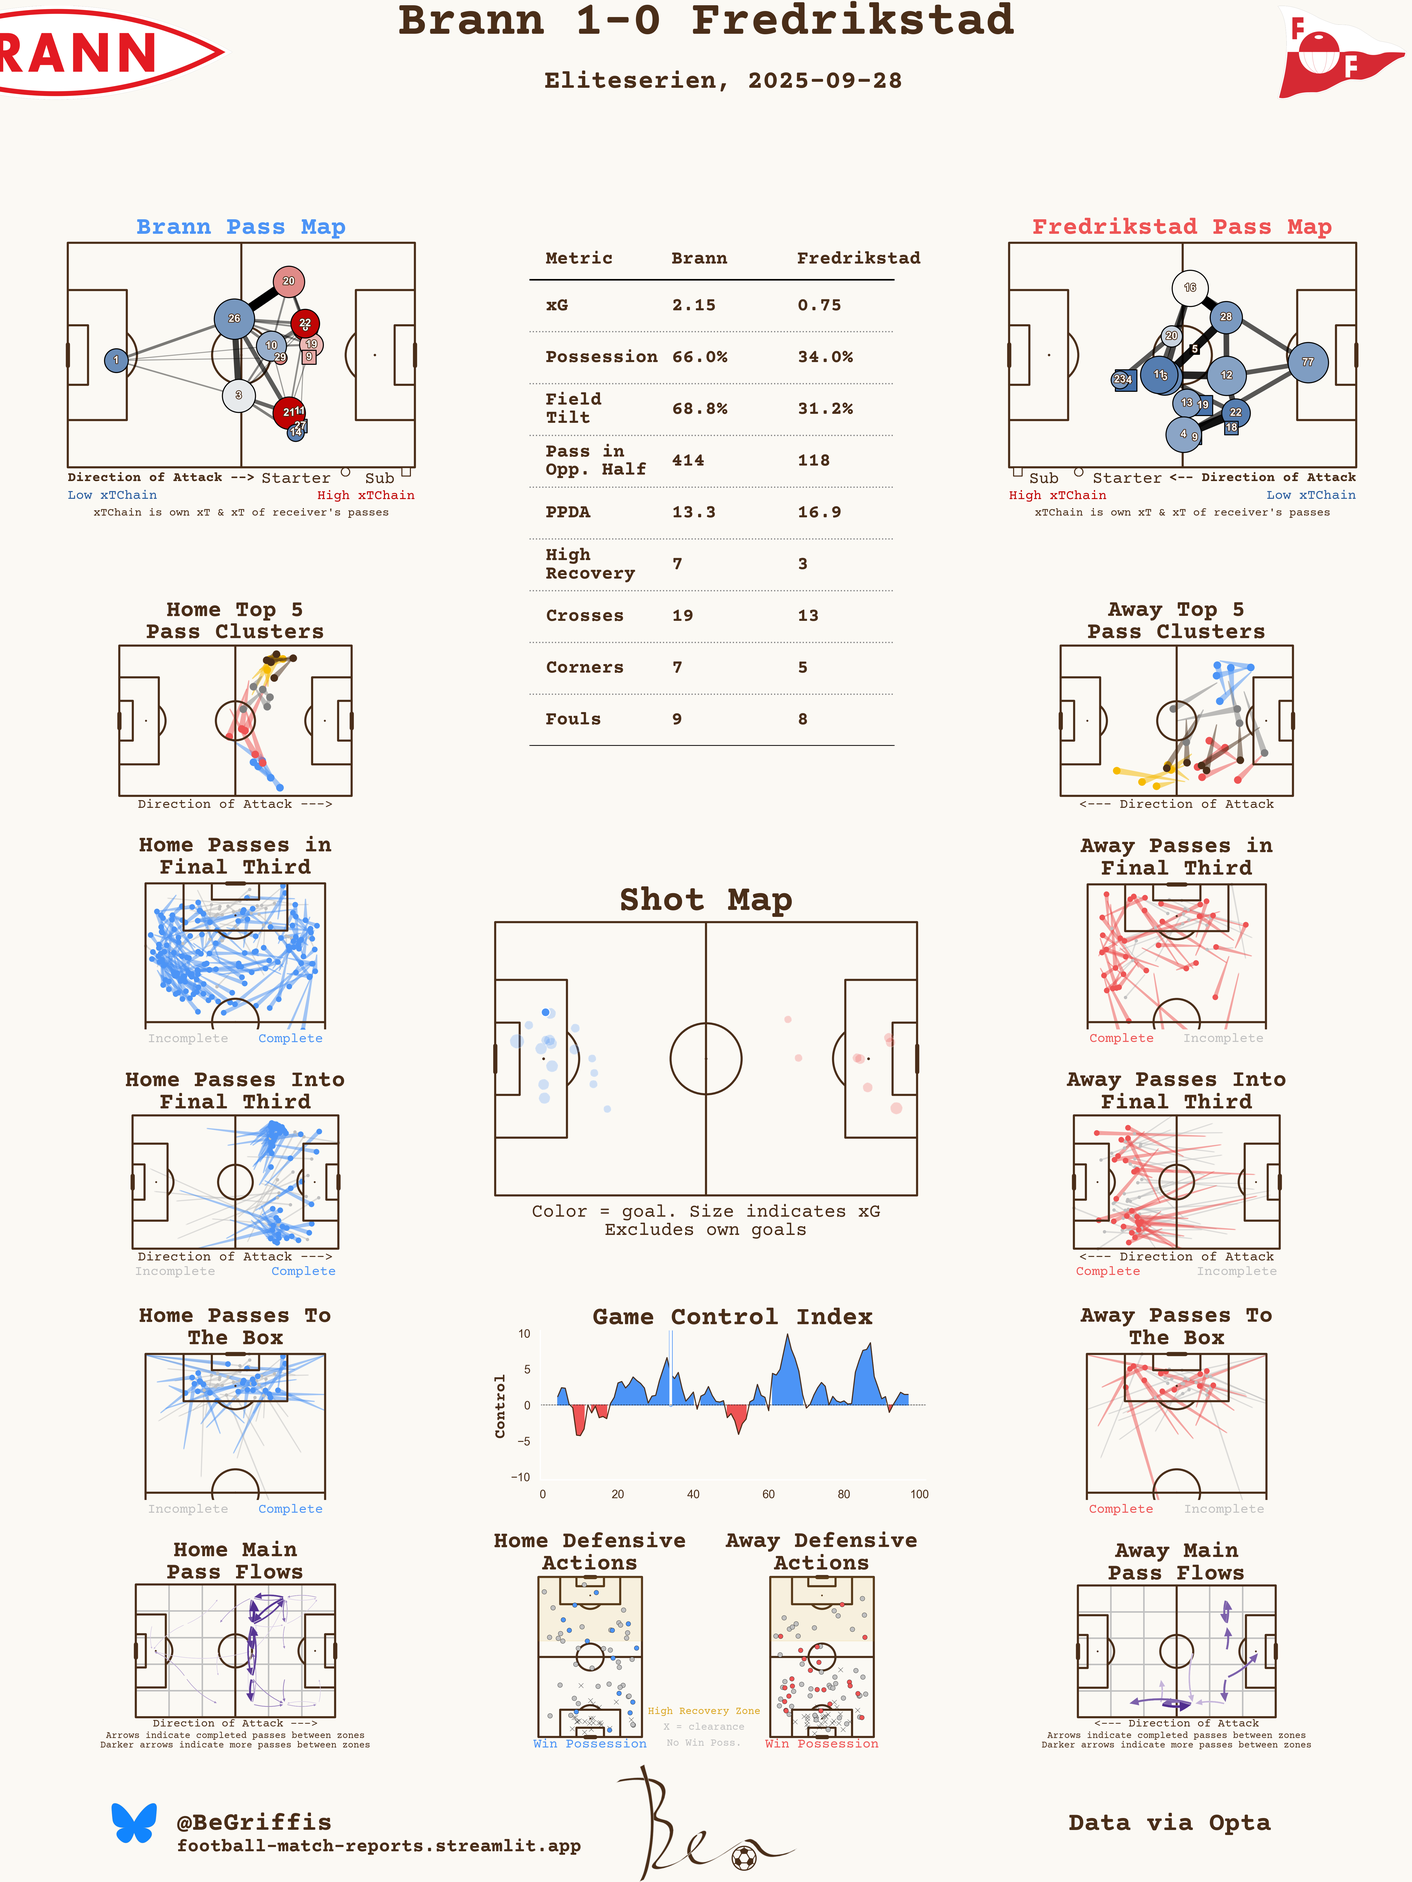 Brann 1-0 Fredrikstad
Eliteserien, 2025-09-28
RANN
F
F
Brann Pass Map
20
26
22
10
19
29
9
1
3
21
11
27
14
Direction of Attack --> Starter Sub
Low xTChain High xTChain
xTChain is own xT & xT of receiver's passes
Metric Brann Fredrikstad
xG 2.15 0.75
Possession 66.0% 34.0%
Field
Tilt 68.8% 31.2%
Pass in
Opp. Half 414 118
PPDA 13.3 16.9
High
Recovery 7 3
Crosses 19 13
Corners 7 5
Fouls 9 8
Fredrikstad Pass Map
16
28
20
5
77
11
12
23
13
19
22
18
4
9
Sub Starter <-- Direction of Attack
High xTChain Low xTChain
xTChain is own xT & xT of receiver's passes
Home Top 5
Pass Clusters
Direction of Attack --->
Away Top 5
Pass Clusters
<--- Direction of Attack
Home Passes in
Final Third
Incomplete Complete
Away Passes in
Final Third
Complete Incomplete
Shot Map
Color = goal. Size indicates xG
Excludes own goals
Home Passes Into
Final Third
Direction of Attack --->
Incomplete Complete
Away Passes Into
Final Third
<--- Direction of Attack
Complete Incomplete
Home Passes To
The Box
Incomplete Complete
Game Control Index
Control
10
5
0
−5
−10
0 20 40 60 80 100
Away Passes To
The Box
Complete Incomplete
Home Main
Pass Flows
Direction of Attack --->
Arrows indicate completed passes between zones
Darker arrows indicate more passes between zones
Home Defensive
Actions
Win Possession
High Recovery Zone
X = clearance
No Win Poss.
Away Defensive
Actions
Win Possession
Away Main
Pass Flows
<--- Direction of Attack
Arrows indicate completed passes between zones
Darker arrows indicate more passes between zones
@BeGriffis
football-match-reports.streamlit.app
Ben
Data via Opta